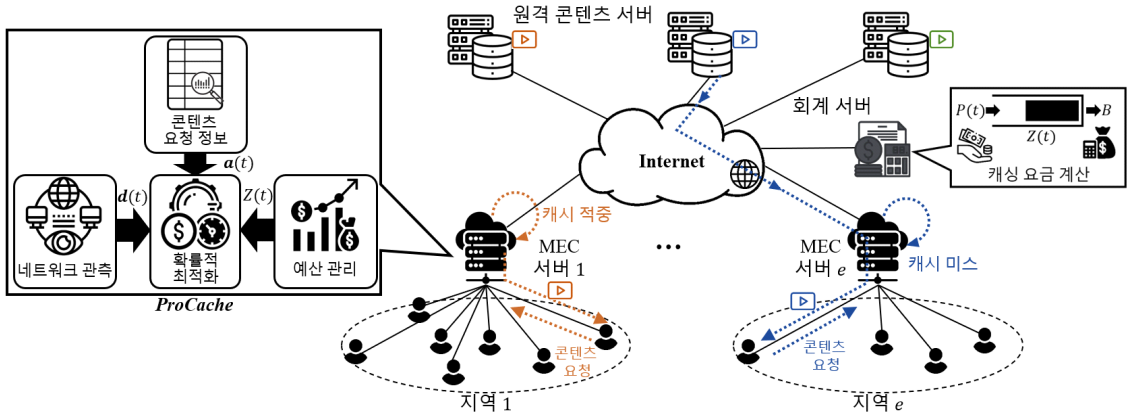 원격 콘텐츠 서버
콘텐츠
요청 정보
a(t)
d(t)
Z(t)
네트워크 관측
확률적
최적화
예산 관리
ProCache
Internet
회계 서버
P(t)
B
Z(t)
캐싱 요금 계산
캐시 적중
MEC
서버 1
...
MEC
서버 e
캐시 미스
콘텐츠
요청
콘텐츠
요청
지역 1
지역 e